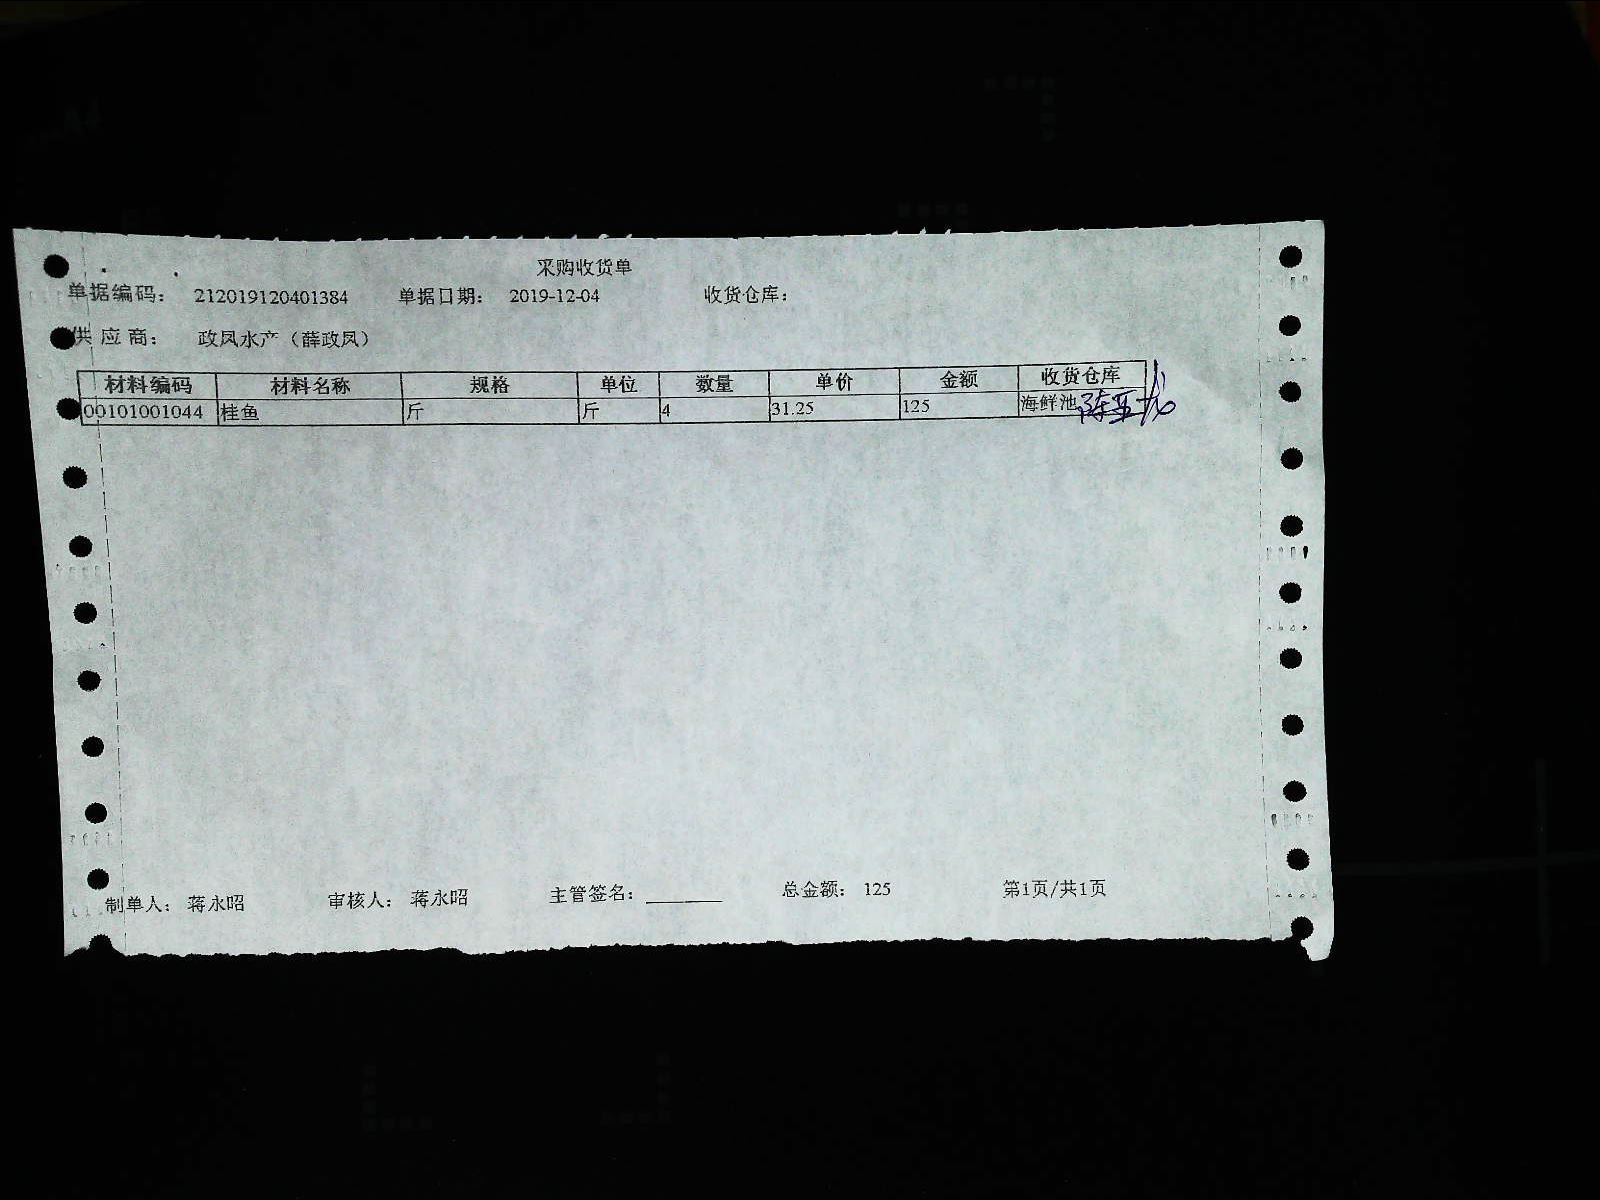 采购收货单
单据编码： 212019120401384 单据日期： 2019-12-04 收货仓库：
供应商： 政凤水产（薛政凤）
材料编码 材料名称 规格 单位 数量 单价 金额 收货仓库
00101001044 桂鱼 斤 斤 4 31.25 125 海鲜池
制单人： 蒋永昭 审核人： 蒋永昭 主管签名：______ 总金额： 125 第1页/共1页